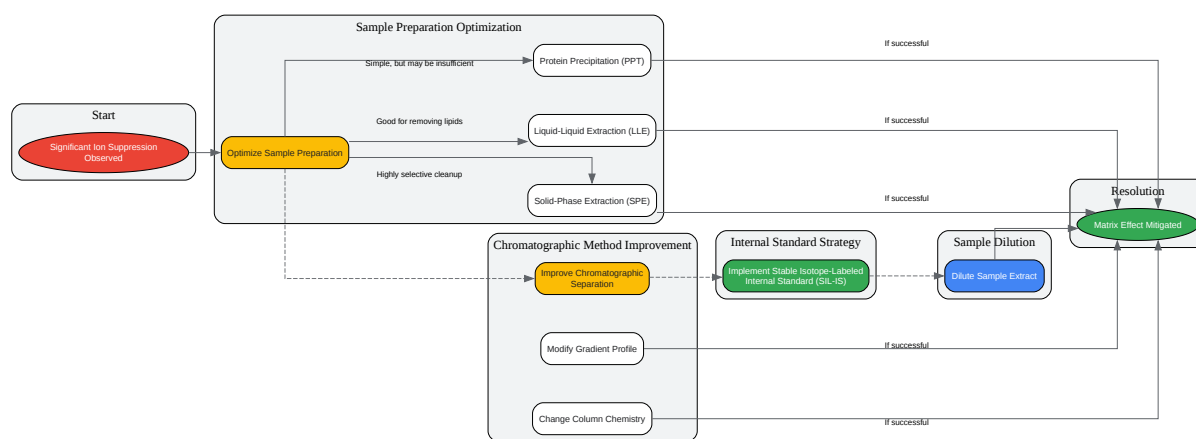 Sample Preparation Optimization
If successful
Simple, but may be insufficient
Protein Precipitation (PPT)
Start
Significant Ion Suppression
Observed
Optimize Sample Preparation
Good for removing lipids
Liquid-Liquid Extraction (LLE)
If successful
Highly selective cleanup
Solid-Phase Extraction (SPE)
If successful
Resolution
Matrix Effect Mitigated
Chromatographic Method Improvement
Improve Chromatographic
Separation
Internal Standard Strategy
Implement Stable Isotope-Labeled
Internal Standard (SIL-IS)
Sample Dilution
Dilute Sample Extract
Modify Gradient Profile
If successful
Change Column Chemistry
If successful